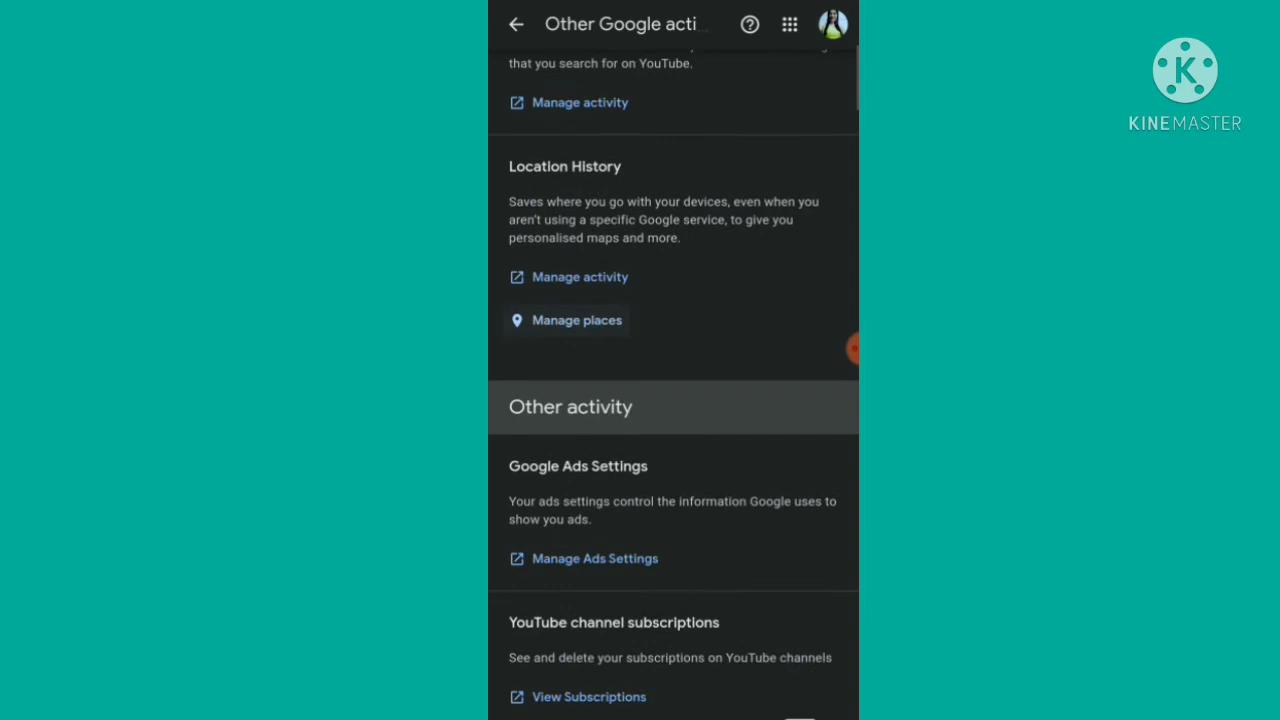 Other Google acti
that you search for on YouTube.
Manage activity
Location History
Saves where you go with your devices, even when you
aren't using a specific Google service, to give you
personalised maps and more.
Manage activity
Manage places
Other activity
Google Ads Settings
Your ads settings control the information Google uses to
show you ads.
Manage Ads Settings
YouTube channel subscriptions
See and delete your subscriptions on YouTube channels
View Subscriptions
K
KINEMASTER